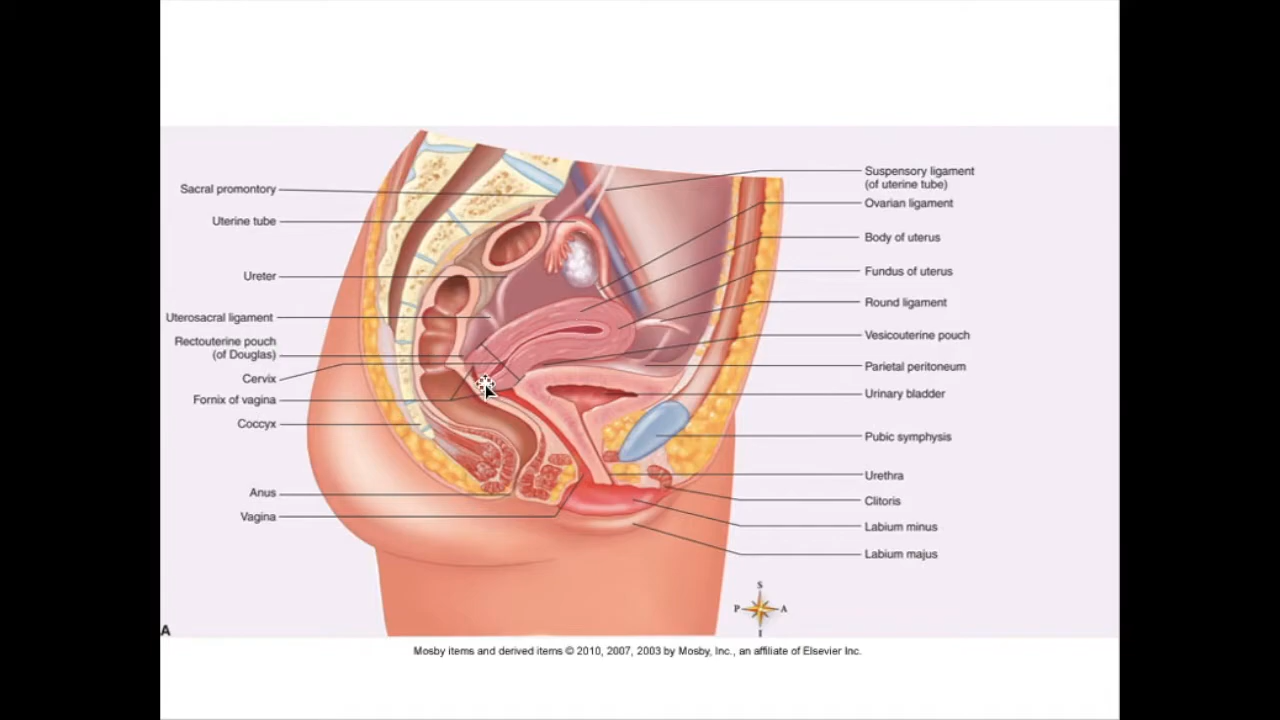 Sacral promontory
Uterine tube
Ureter
Uterosacral ligament
Rectouterine pouch
(of Douglas)
Cervix
Fornix of vagina
Coccyx
Anus
Vagina
Suspensory ligament
(of uterine tube)
Ovarian ligament
Body of uterus
Fundus of uterus
Round ligament
Vesicouterine pouch
Parietal peritoneum
Urinary bladder
Pubic symphysis
Urethra
Clitoris
Labium minus
Labium majus
S
P A
I
A
Mosby items and derived items © 2010, 2007, 2003 by Mosby, Inc., an affiliate of Elsevier Inc.